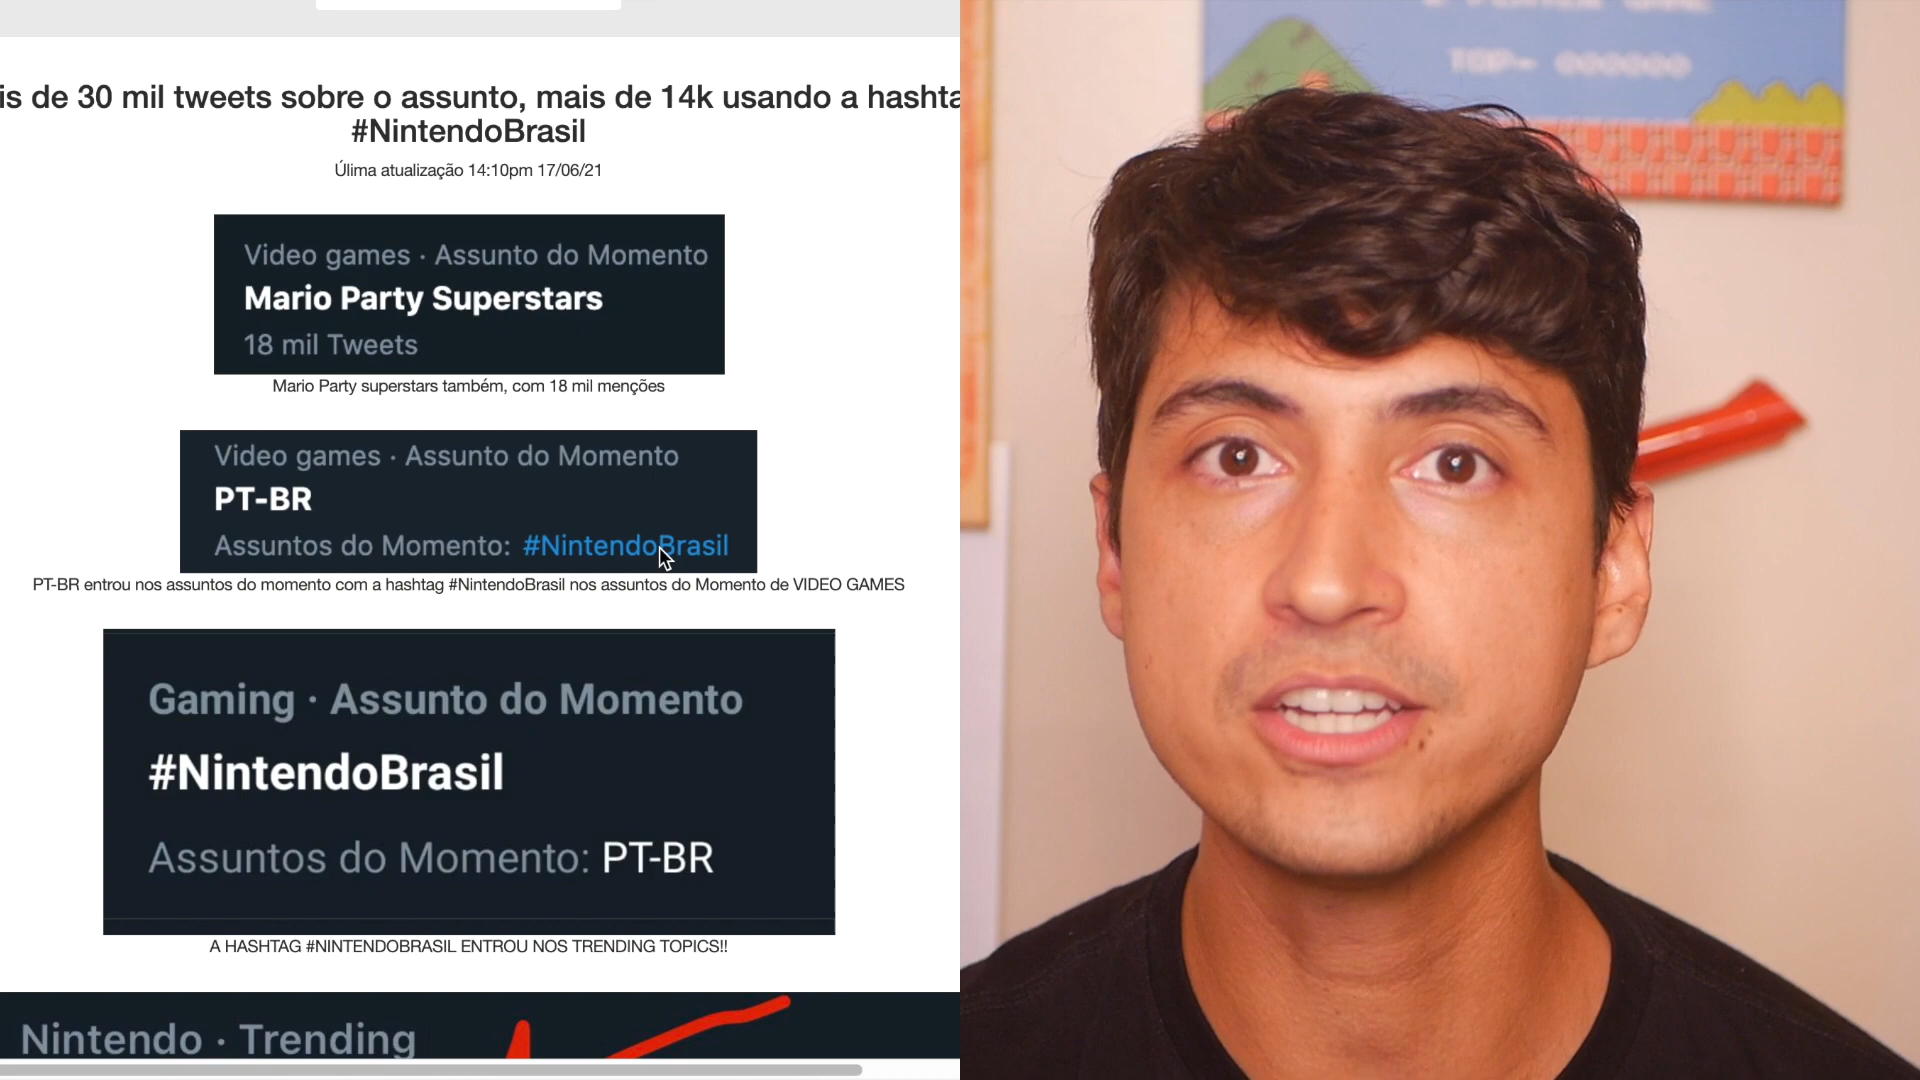 is de 30 mil tweets sobre o assunto, mais de 14k usando a hashta
#NintendoBrasil
Úlima atualização 14:10pm 17/06/21
Video games · Assunto do Momento
Mario Party Superstars
18 mil Tweets
Mario Party superstars também, com 18 mil menções
Video games · Assunto do Momento
PT-BR
Assuntos do Momento: #NintendoBrasil
PT-BR entrou nos assuntos do momento com a hashtag #NintendoBrasil nos assuntos do Momento de VIDEO GAMES
Gaming · Assunto do Momento
#NintendoBrasil
Assuntos do Momento: PT-BR
A HASHTAG #NINTENDOBRASIL ENTROU NOS TRENDING TOPICS!!
Nintendo · Trending
TOP- 000000